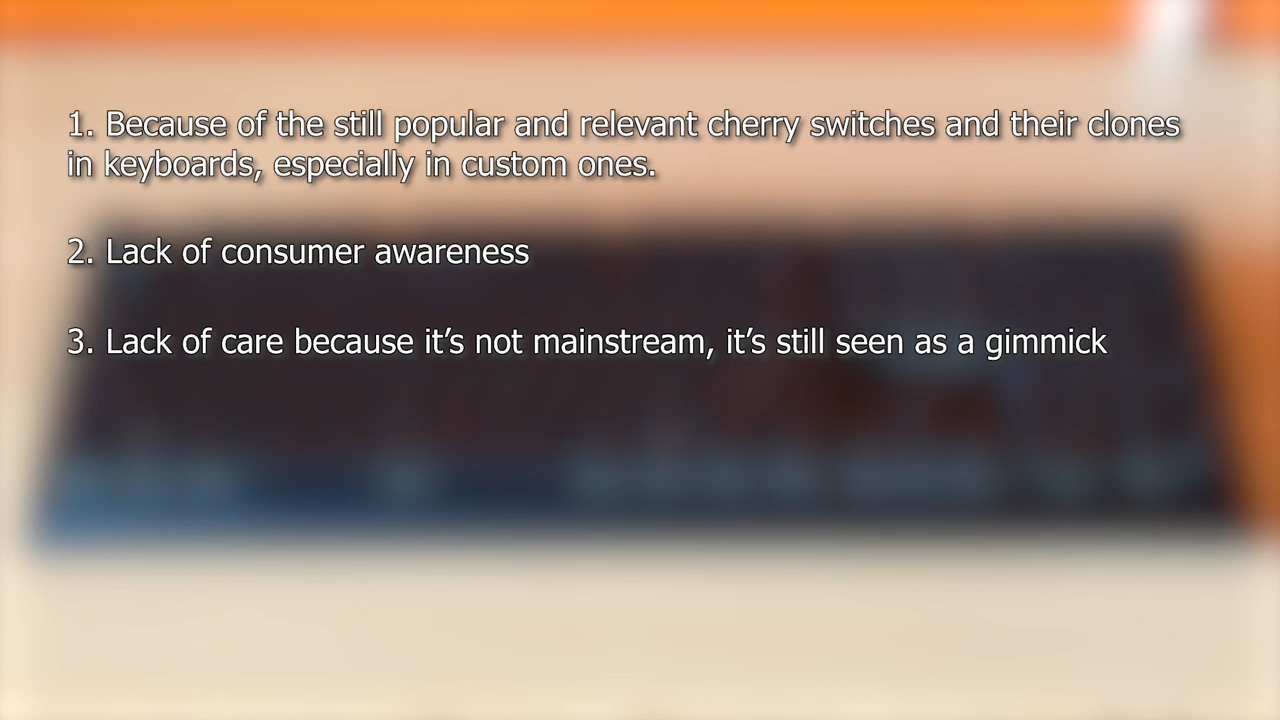 1. Because of the still popular and relevant cherry switches and their clones
in keyboards, especially in custom ones.
2. Lack of consumer awareness
3. Lack of care because it’s not mainstream, it’s still seen as a gimmick